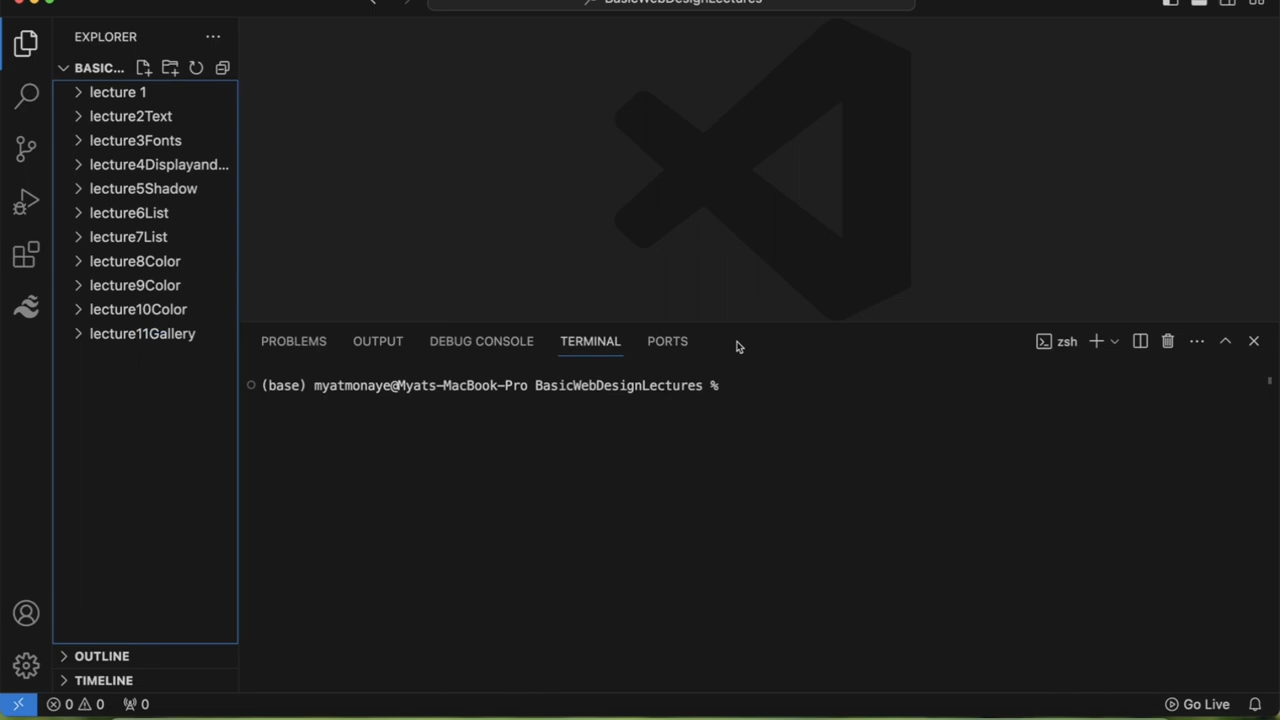 BasicWebDesignLectures
EXPLORER
BASIC...
lecture 1
lecture2Text
lecture3Fonts
lecture4Displayand...
lecture5Shadow
lecture6List
lecture7List
lecture8Color
lecture9Color
lecture10Color
lecture11Gallery
OUTLINE
TIMELINE
PROBLEMS OUTPUT DEBUG CONSOLE TERMINAL PORTS zsh
(base) myatmonaye@Myats-MacBook-Pro BasicWebDesignLectures %
0 0 0 Go Live